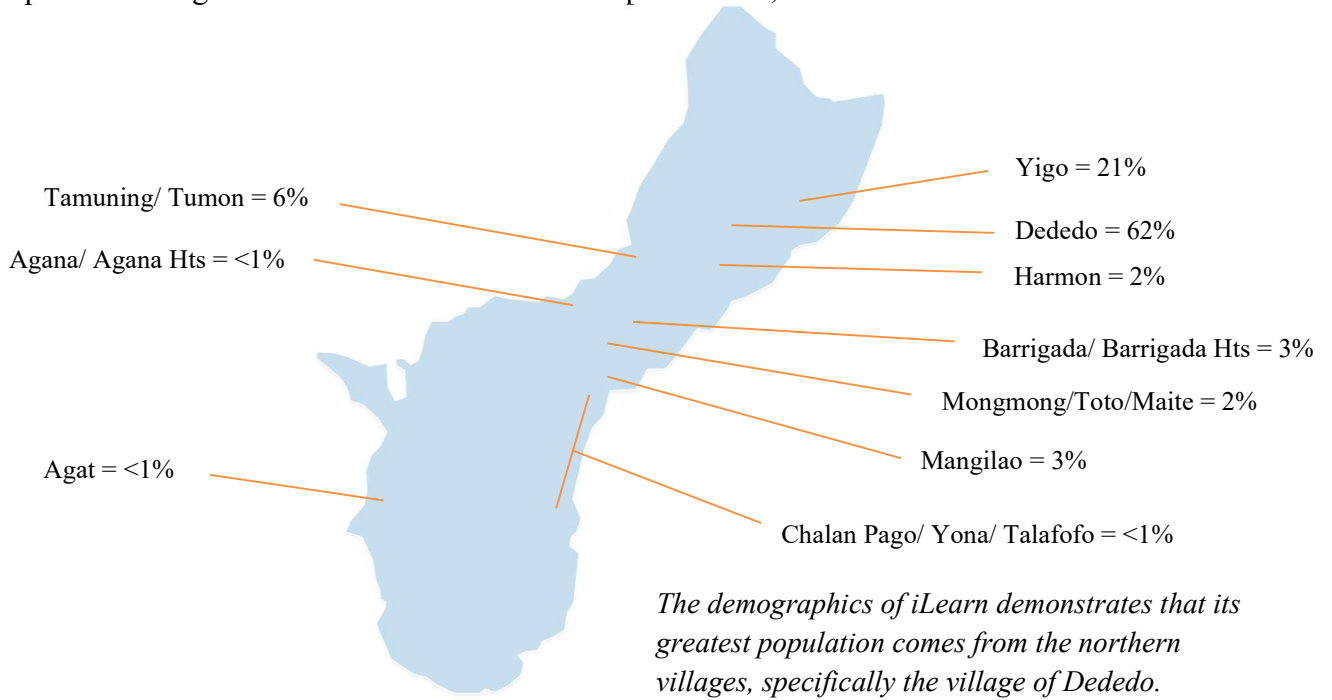 Yigo = 21%
Tamuning/ Tumon = 6%
Dededo = 62%
Agana/ Agana Hts = <1%
Harmon = 2%
Barrigada/ Barrigada Hts = 3%
Mongmong/Toto/Maite = 2%
Mangilao = 3%
Agat = <1%
Chalan Pago/ Yona/ Talafofo = <1%
The demographics of iLearn demonstrates that its
greatest population comes from the northern
villages, specifically the village of Dededo.